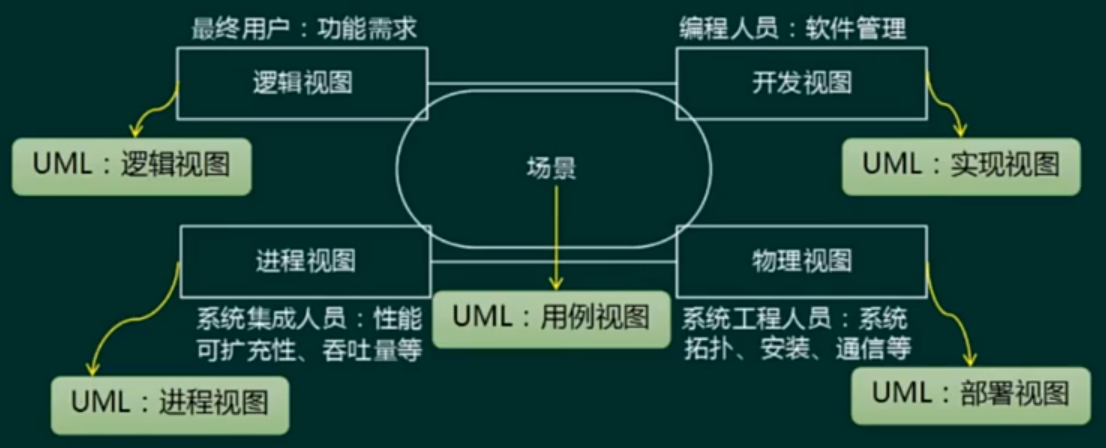 最终用户：功能需求
编程人员：软件管理
逻辑视图
开发视图
UML：逻辑视图
场景
UML：实现视图
进程视图
物理视图
系统集成人员：性能
可扩充性、吞吐量等
UML：用例视图
系统工程人员：系统
拓扑、安装、通信等
UML：进程视图
UML：部署视图